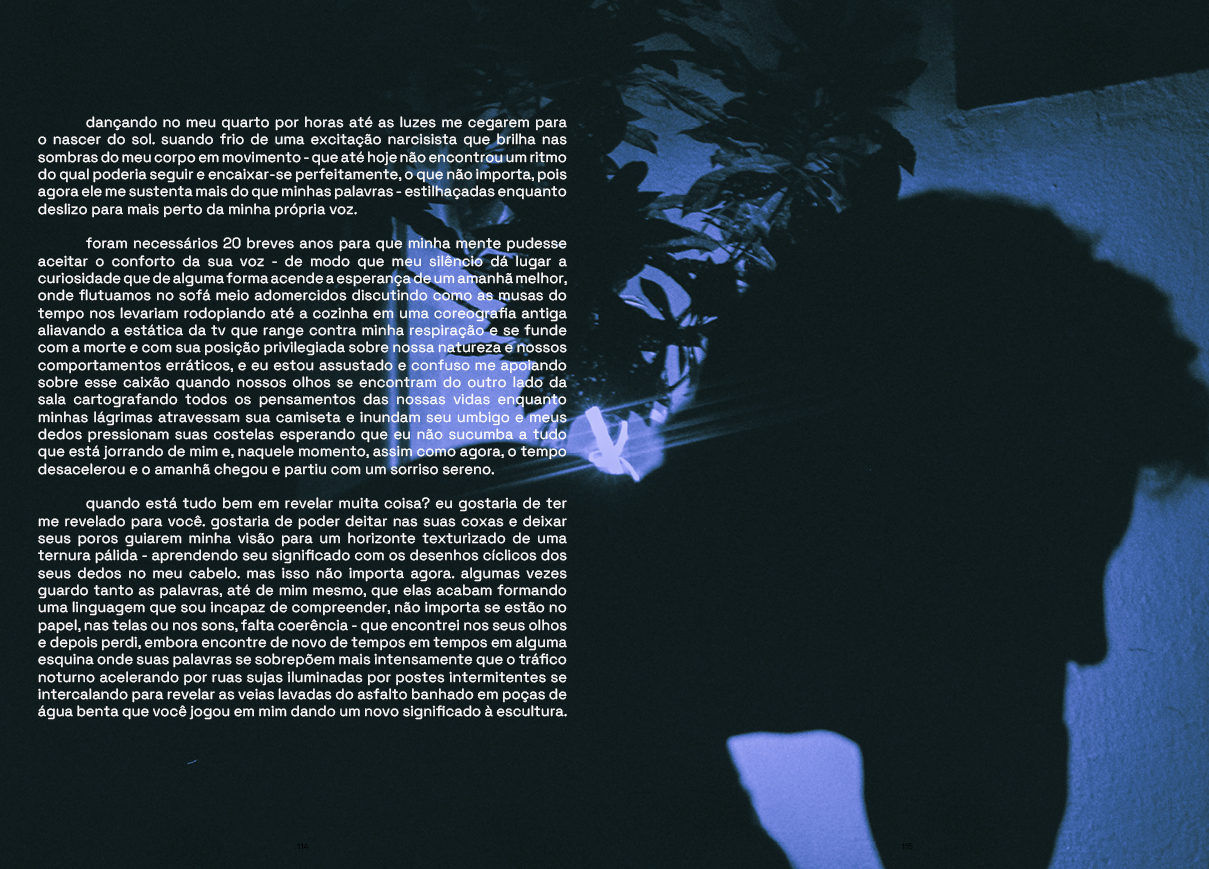 dançando no meu quarto por horas até as luzes me cegarem para
o nascer do sol. suando frio de uma excitação narcisista que brilha nas
sombras do meu corpo em movimento - que até hoje não encontrou um ritmo
do qual poderia seguir e encaixar-se perfeitamente, o que não importa, pois
agora ele me sustenta mais do que minhas palavras - estilhaçadas enquanto
deslizo para mais perto da minha própria voz.
foram necessários 20 breves anos para que minha mente pudesse
aceitar o conforto da sua voz - de modo que meu silêncio dá lugar a
curiosidade que de alguma forma acende a esperança de um amanhã melhor,
onde flutuamos no sofá meio adomercidos discutindo como as musas do
tempo nos levariam rodopiando até a cozinha em uma coreografia antiga
aliavando a estática da tv que range contra minha respiração e se funde
com a morte e com sua posição privilegiada sobre nossa natureza e nossos
comportamentos erráticos, e eu estou assustado e confuso me apoiando
sobre esse caixão quando nossos olhos se encontram do outro lado da
sala cartografando todos os pensamentos das nossas vidas enquanto
minhas lágrimas atravessam sua camiseta e inundam seu umbigo e meus
dedos pressionam suas costelas esperando que eu não sucumba a tudo
que está jorrando de mim e, naquele momento, assim como agora, o tempo
desacelerou e o amanhã chegou e partiu com um sorriso sereno.
quando está tudo bem em revelar muita coisa? eu gostaria de ter
me revelado para você. gostaria de poder deitar nas suas coxas e deixar
seus poros guiarem minha visão para um horizonte texturizado de uma
ternura pálida - aprendendo seu significado com os desenhos cíclicos dos
seus dedos no meu cabelo. mas isso não importa agora. algumas vezes
guardo tanto as palavras, até de mim mesmo, que elas acabam formando
uma linguagem que sou incapaz de compreender, não importa se estão no
papel, nas telas ou nos sons, falta coerência - que encontrei nos seus olhos
e depois perdi, embora encontre de novo de tempos em tempos em alguma
esquina onde suas palavras se sobrepõem mais intensamente que o tráfico
noturno acelerando por ruas sujas iluminadas por postes intermitentes se
intercalando para revelar as veias lavadas do asfalto banhado em poças de
água benta que você jogou em mim dando um novo significado à escultura.